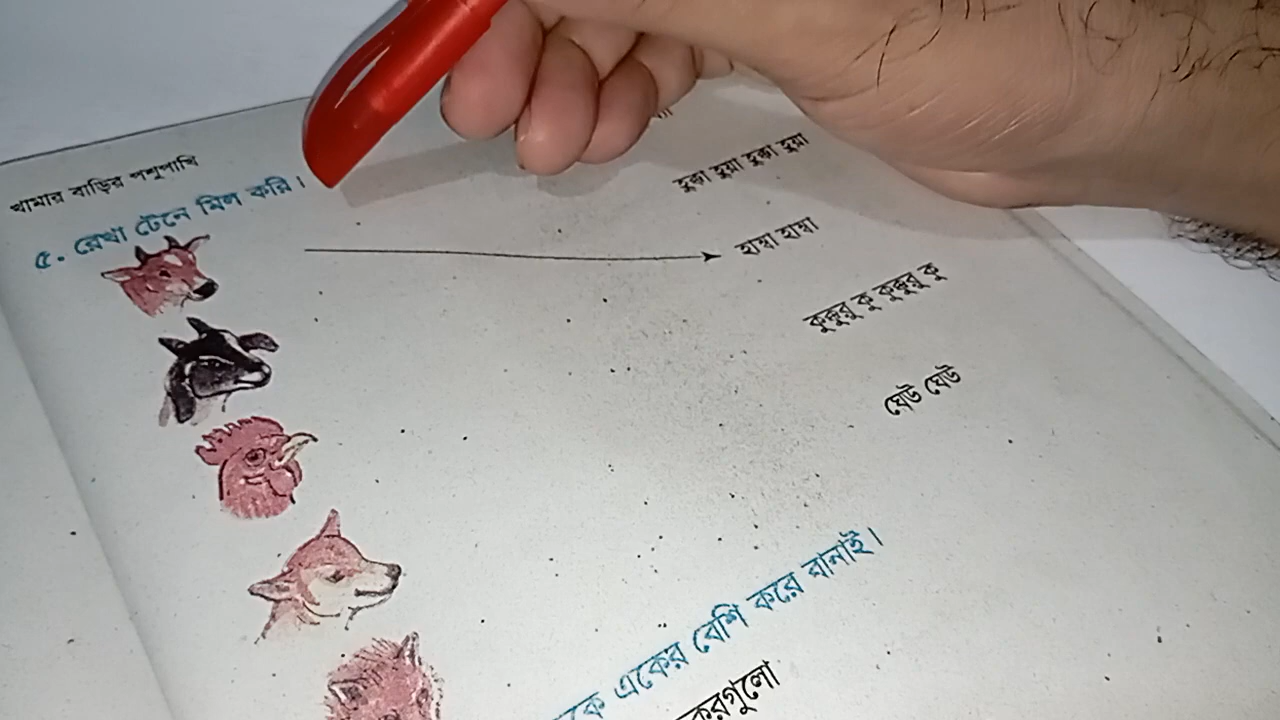 খামার বাড়ির পশুপাখি
৫. রেখা টেনে মিল করি।
হুক্কা হুয়া হুক্কা হুয়া
হাম্বা হাম্বা
কুক্কুরু কু কুক্কুরু কু
ঘেউ ঘেউ
একের বেশি করে বানাই।